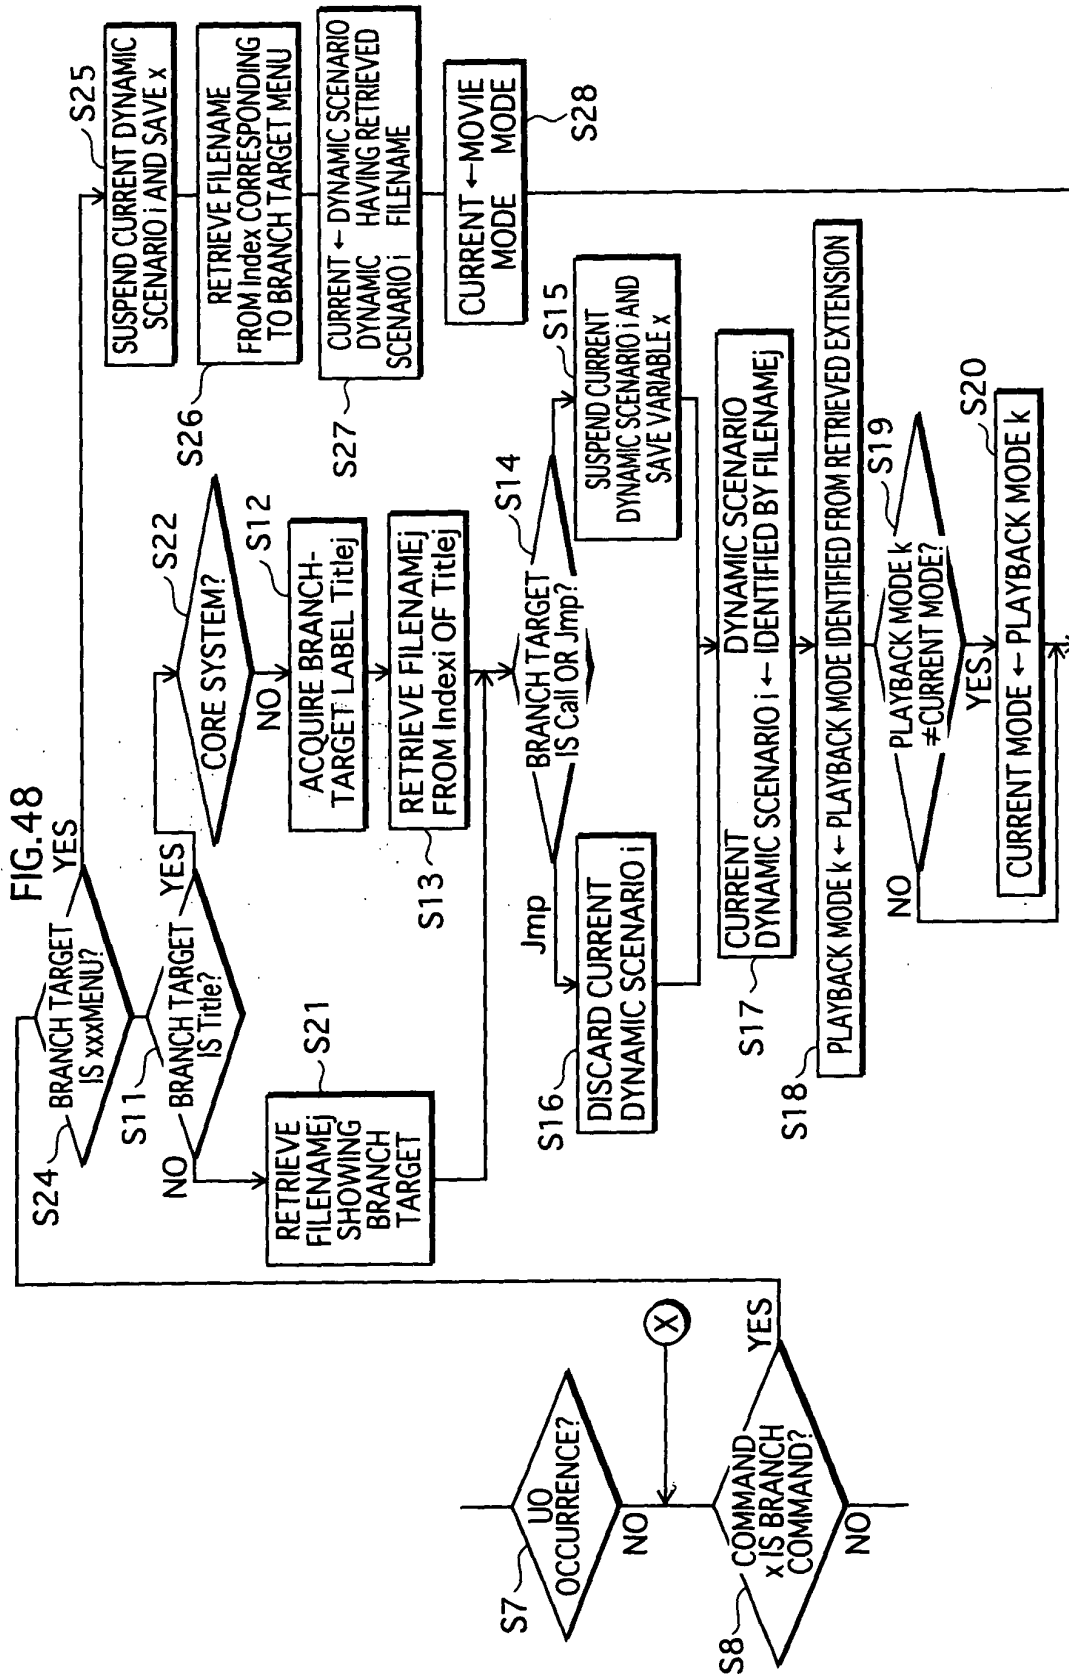 FIG.48
S7
UO
OCCURRENCE?
NO
X
S8
COMMAND
x IS BRANCH
COMMAND?
YES
NO
S24
BRANCH TARGET
IS xxxMENU?
YES
S11
BRANCH TARGET
IS Title?
YES
NO
S21
RETRIEVE
FILENAMEj
SHOWING
BRANCH
TARGET
S22
CORE SYSTEM?
NO
S12
ACQUIRE BRANCH-
TARGET LABEL Titlej
S13
RETRIEVE FILENAMEj
FROM Indexi OF Titlej
S14
BRANCH TARGET
IS Call OR Jmp?
Jmp
S15
SUSPEND CURRENT
DYNAMIC SCENARIO i AND
SAVE VARIABLE x
S16
DISCARD CURRENT
DYNAMIC SCENARIO i
S17
CURRENT DYNAMIC SCENARIO
DYNAMIC SCENARIO i ← IDENTIFIED BY FILENAMEj
S18
PLAYBACK MODE k ← PLAYBACK MODE IDENTIFIED FROM RETRIEVED EXTENSION
S19
PLAYBACK MODE k
≠CURRENT MODE?
NO
YES
S20
CURRENT MODE ← PLAYBACK MODE k
S25
SUSPEND CURRENT DYNAMIC
SCENARIO i AND SAVE x
S26
RETRIEVE FILENAME
FROM Index CORRESPONDING
TO BRANCH TARGET MENU
S27
CURRENT ← DYNAMIC SCENARIO
DYNAMIC HAVING RETRIEVED
SCENARIO i FILENAME
S28
CURRENT ← MOVIE
MODE MODE